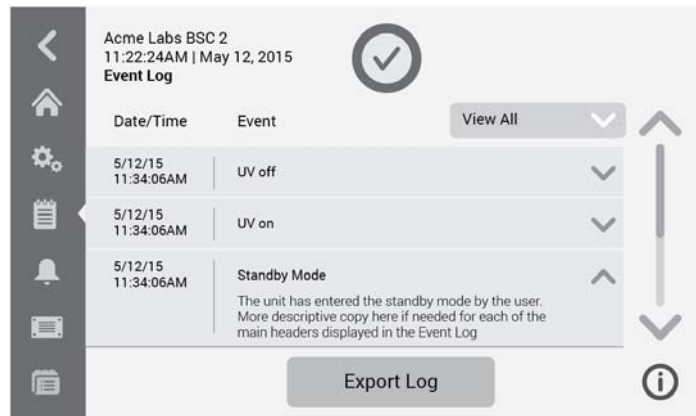 Acme Labs BSC 2
11:22:24AM | May 12, 2015
Event Log
Date/Time Event View All
5/12/15
11:34:06AM
UV off
5/12/15
11:34:06AM
UV on
5/12/15
11:34:06AM
Standby Mode
The unit has entered the standby mode by the user.
More descriptive copy here if needed for each of the
main headers displayed in the Event Log
Export Log